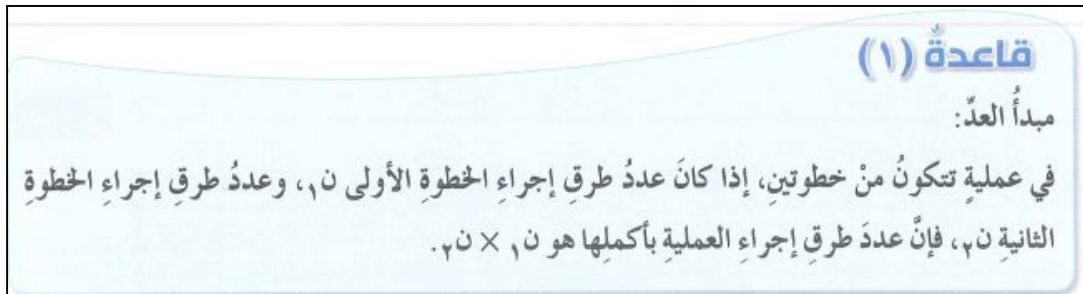 قاعدةٌ (١)
مبدأُ العدِّ:
في عمليةٍ تتكونُ منْ خطوتينِ، إذا كانَ عددُ طرقِ إجراءِ الخطوةِ الأولى ن١، وعددُ طرقِ إجراءِ الخطوةِ
الثانيةِ ن٢، فإنَّ عددَ طرقِ إجراءِ العمليةِ بأكملِها هو ن١ × ن٢.